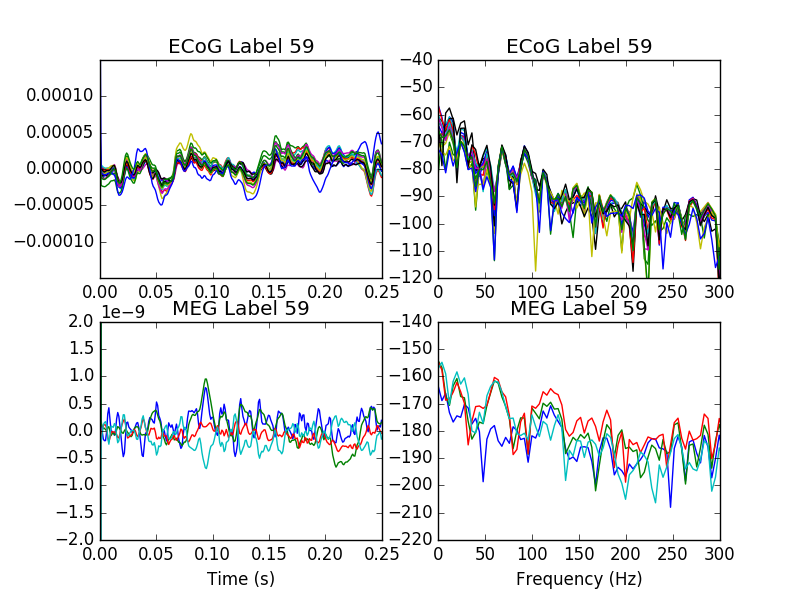 ECoG Label 59
0.00010
0.00005
0.00000
−0.00005
−0.00010
0.00 0.05 0.10 0.15 0.20 0.25
ECoG Label 59
−40
−50
−60
−70
−80
−90
−100
−110
−120
0 50 100 150 200 250 300
MEG Label 59
1e−9
2.0
1.5
1.0
0.5
0.0
−0.5
−1.0
−1.5
−2.0
0.00 0.05 0.10 0.15 0.20 0.25
Time (s)
MEG Label 59
−140
−150
−160
−170
−180
−190
−200
−210
−220
0 50 100 150 200 250 300
Frequency (Hz)